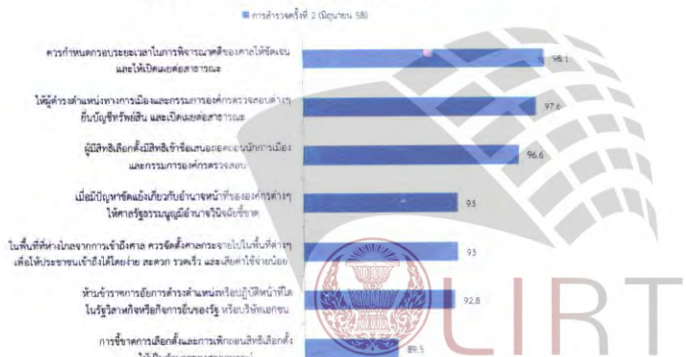 การสำรวจครั้งที่ 2 (มิถุนายน 58)
ควรกำหนดกรอบระยะเวลาในการพิจารณาคดีของศาลให้ชัดเจน
และให้เปิดเผยต่อสาธารณะ
98.1
ให้ผู้ดำรงตำแหน่งทางการเมืองและกรรมการองค์กรตรวจสอบต่างๆ
ยื่นบัญชีทรัพย์สิน และเปิดเผยต่อสาธารณะ
97.6
ผู้มีสิทธิเลือกตั้งมีสิทธิเข้าชื่อเสนอถอดถอนนักการเมือง
และกรรมการองค์กรตรวจสอบ
96.6
เมื่อมีปัญหาขัดแย้งเกี่ยวกับอำนาจหน้าที่ขององค์กรต่างๆ
ให้ศาลรัฐธรรมนูญมีอำนาจวินิจฉัยชี้ขาด
93
ในพื้นที่ที่ห่างไกลจากการเข้าถึงศาล ควรจัดตั้งศาลกระจายไปในพื้นที่ต่างๆ
เพื่อให้ประชาชนเข้าถึงได้โดยง่าย สะดวก รวดเร็ว และเสียค่าใช้จ่ายน้อย
93
ห้ามข้าราชการอัยการดำรงตำแหน่งหรือปฏิบัติหน้าที่ใด
ในรัฐวิสาหกิจหรือกิจการอื่นของรัฐ หรือบริษัทเอกชน
92.8
การชี้ขาดการเลือกตั้งและการเพิกถอนสิทธิเลือกตั้ง
89.5
LIRT